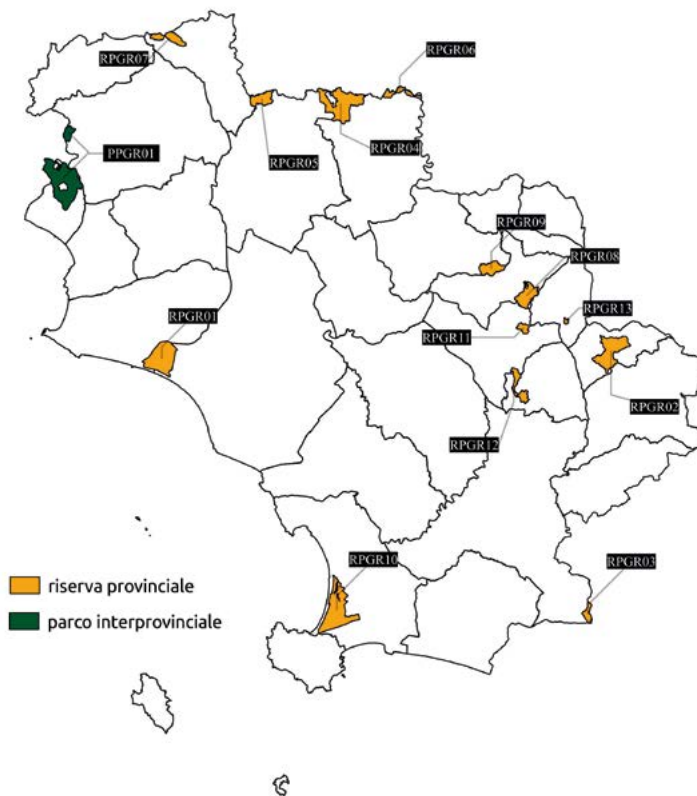 RPGR06
RPGR07
RPGR04
PPGR01
RPGR05
RPGR09
RPGR08
RPGR13
RPGR01
RPGR11
RPGR02
RPGR12
RPGR10
RPGR03
riserva provinciale
parco interprovinciale